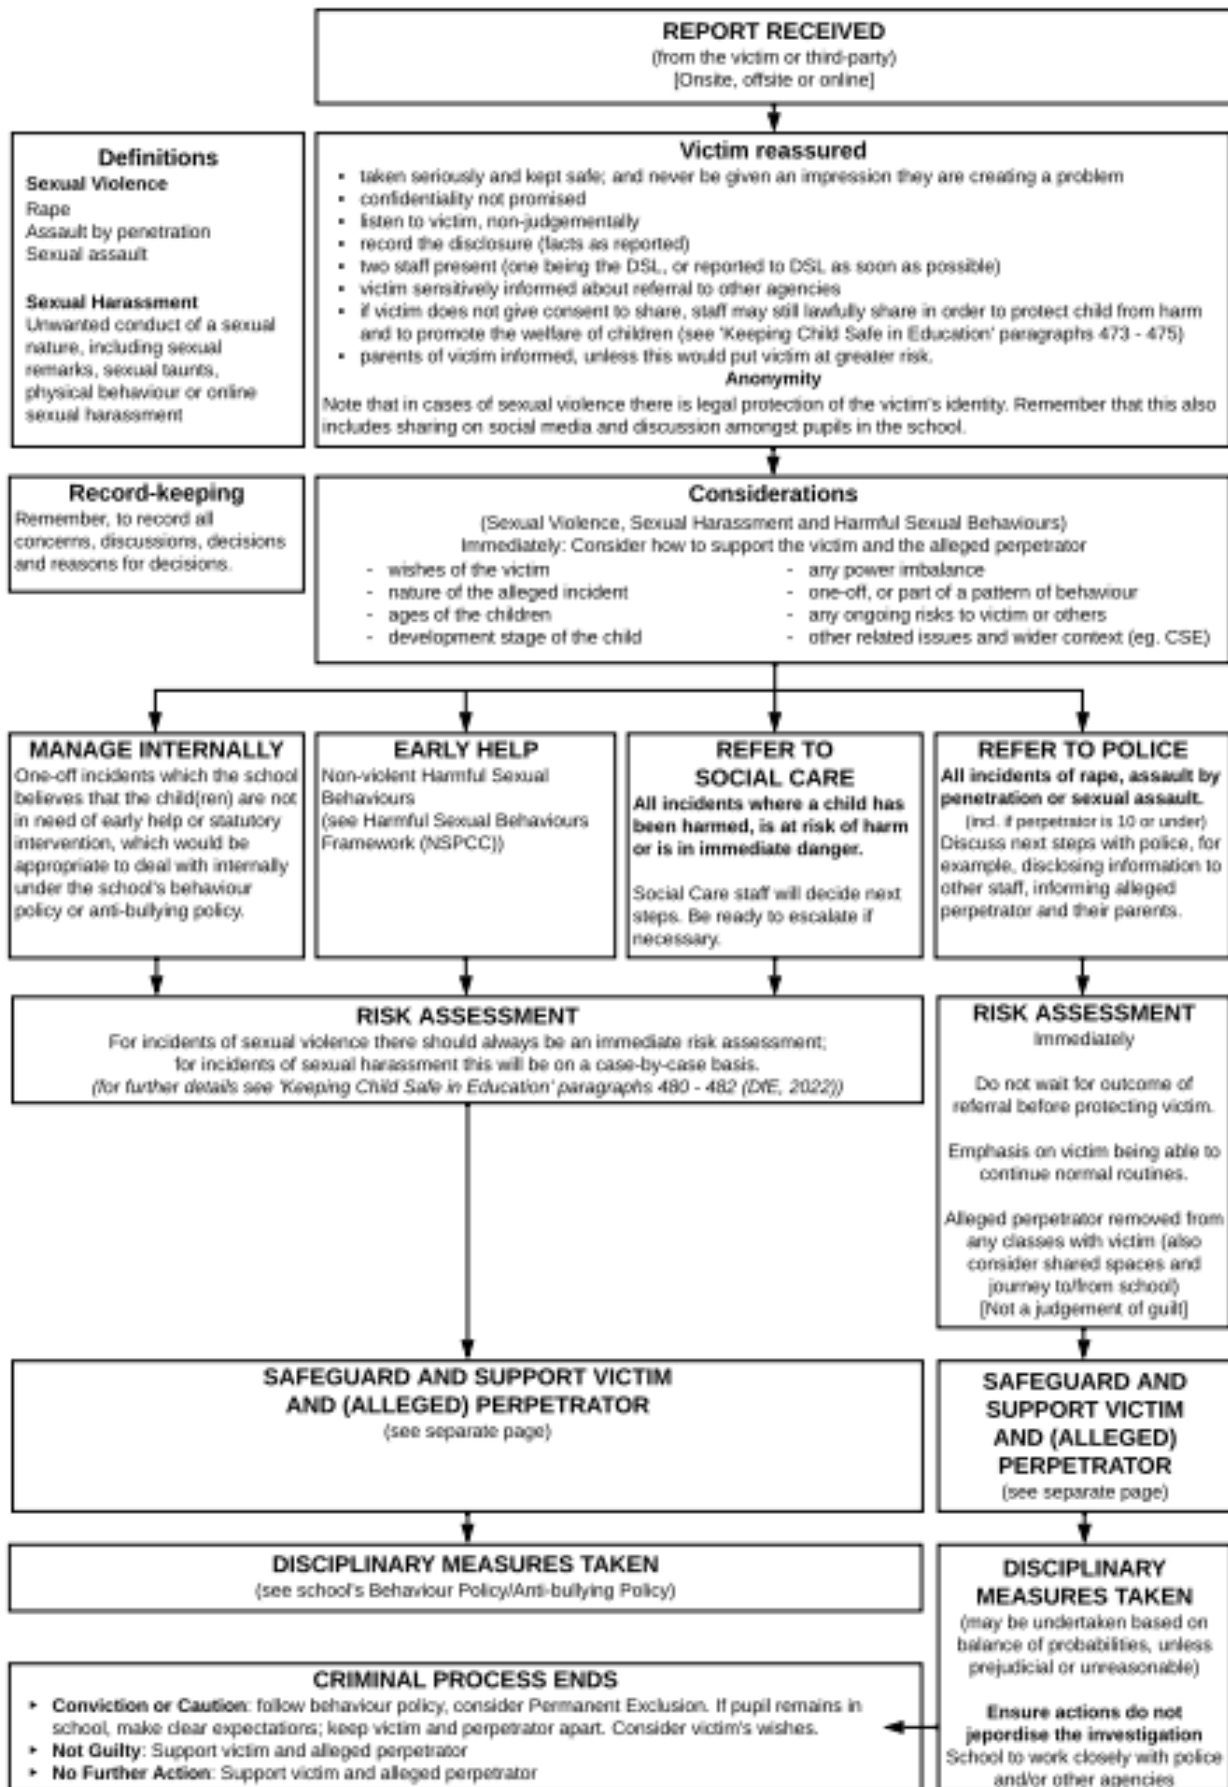 REPORT RECEIVED
(from the victim or third-party)
[Onsite, offsite or online]
Definitions
Sexual Violence
Rape
Assault by penetration
Sexual assault
Sexual Harassment
Unwanted conduct of a sexual
nature, including sexual
remarks, sexual taunts,
physical behaviour or online
sexual harassment
Victim reassured
▪ taken seriously and kept safe; and never be given an impression they are creating a problem
▪ confidentiality not promised
▪ listen to victim, non-judgementally
▪ record the disclosure (facts as reported)
▪ two staff present (one being the DSL, or reported to DSL as soon as possible)
▪ victim sensitively informed about referral to other agencies
▪ if victim does not give consent to share, staff may still lawfully share in order to protect child from harm
and to promote the welfare of children (see 'Keeping Child Safe in Education' paragraphs 473 - 475)
▪ parents of victim informed, unless this would put victim at greater risk.
Anonymity
Note that in cases of sexual violence there is legal protection of the victim's identity. Remember that this also
includes sharing on social media and discussion amongst pupils in the school.
Record-keeping
Remember, to record all
concerns, discussions, decisions
and reasons for decisions.
Considerations
(Sexual Violence, Sexual Harassment and Harmful Sexual Behaviours)
Immediately: Consider how to support the victim and the alleged perpetrator
- wishes of the victim
- nature of the alleged incident
- ages of the children
- development stage of the child
- any power imbalance
- one-off, or part of a pattern of behaviour
- any ongoing risks to victim or others
- other related issues and wider context (eg. CSE)
MANAGE INTERNALLY
One-off incidents which the school
believes that the child(ren) are not
in need of early help or statutory
intervention, which would be
appropriate to deal with internally
under the school's behaviour
policy or anti-bullying policy.
EARLY HELP
Non-violent Harmful Sexual
Behaviours
(see Harmful Sexual Behaviours
Framework (NSPCC))
REFER TO
SOCIAL CARE
All incidents where a child has
been harmed, is at risk of harm
or is in immediate danger.
Social Care staff will decide next
steps. Be ready to escalate if
necessary.
REFER TO POLICE
All incidents of rape, assault by
penetration or sexual assault.
(incl. if perpetrator is 10 or under)
Discuss next steps with police, for
example, disclosing information to
other staff, informing alleged
perpetrator and their parents.
RISK ASSESSMENT
For incidents of sexual violence there should always be an immediate risk assessment;
for incidents of sexual harassment this will be on a case-by-case basis.
(for further details see 'Keeping Child Safe in Education' paragraphs 480 - 482 (DfE, 2022))
RISK ASSESSMENT
Immediately
Do not wait for outcome of
referral before protecting victim.
Emphasis on victim being able to
continue normal routines.
Alleged perpetrator removed from
any classes with victim (also
consider shared spaces and
journey to/from school)
[Not a judgement of guilt]
SAFEGUARD AND SUPPORT VICTIM
AND (ALLEGED) PERPETRATOR
(see separate page)
SAFEGUARD AND
SUPPORT VICTIM
AND (ALLEGED)
PERPETRATOR
(see separate page)
DISCIPLINARY MEASURES TAKEN
(see school's Behaviour Policy/Anti-bullying Policy)
DISCIPLINARY
MEASURES TAKEN
(may be undertaken based on
balance of probabilities, unless
prejudicial or unreasonable)
Ensure actions do not
jepordise the investigation
School to work closely with police
and/or other agencies
CRIMINAL PROCESS ENDS
‣ Conviction or Caution: follow behaviour policy, consider Permanent Exclusion. If pupil remains in
school, make clear expectations; keep victim and perpetrator apart. Consider victim's wishes.
‣ Not Guilty: Support victim and alleged perpetrator
‣ No Further Action: Support victim and alleged perpetrator